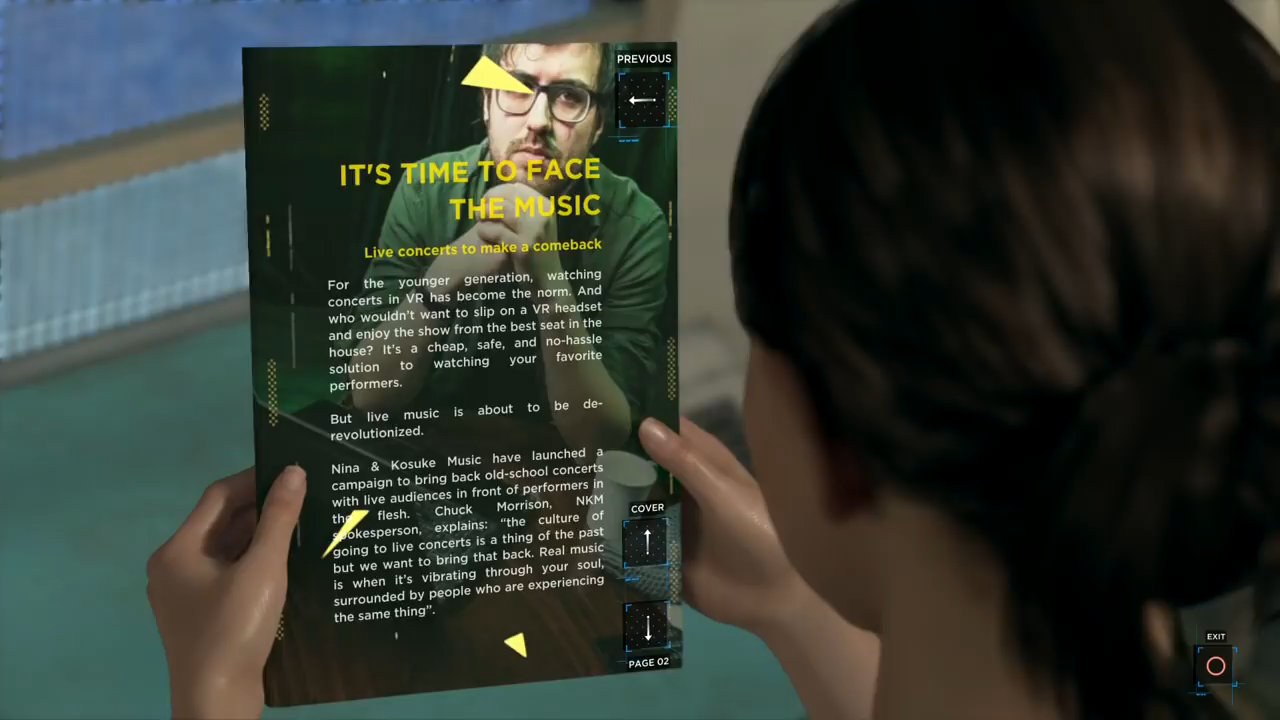 PREVIOUS
IT'S TIME TO FACE
THE MUSIC
Live concerts to make a comeback
For the younger generation, watching
concerts in VR has become the norm. And
who wouldn't want to slip on a VR headset
and enjoy the show from the best seat in the
house? It's a cheap, safe, and no-hassle
solution to watching your favorite
performers.
But live music is about to be de-
revolutionized.
Nina & Kosuke Music have launched a
campaign to bring back old-school concerts
with live audiences in front of performers in
the flesh. Chuck Morrison, NKM
spokesperson, explains: "the culture of
going to live concerts is a thing of the past
but we want to bring that back. Real music
is when it's vibrating through your soul,
surrounded by people who are experiencing
the same thing".
COVER
PAGE 02
EXIT